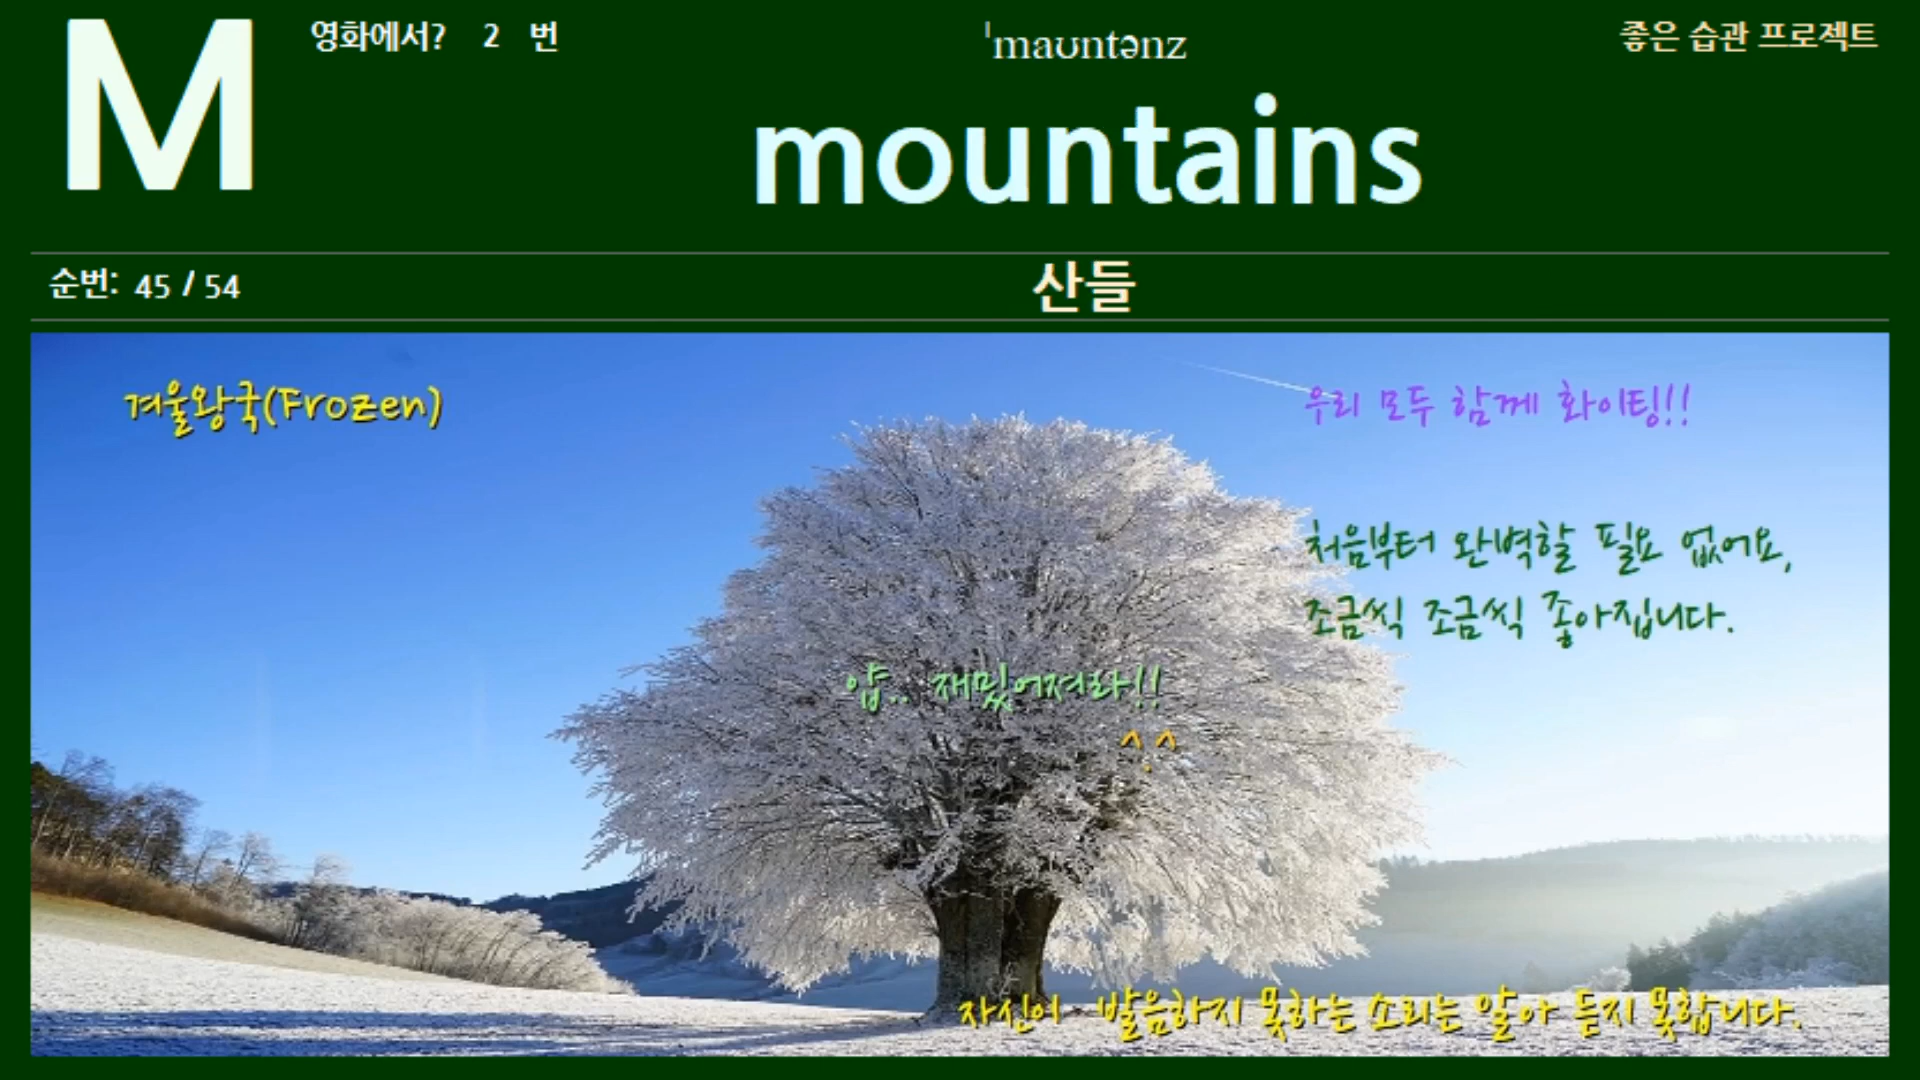 M
영화에서? 2 번
ˈmaʊntənz
좋은 습관 프로젝트
mountains
순번: 45 / 54
산들
겨울왕국(Frozen)
우리 모두 함께 화이팅!!
처음부터 완벽할 필요 없어요,
조금씩 조금씩 좋아집니다.
얍.. 재밌어져라!!
^ ^
자신이 발음하지 못하는 소리는 알아 듣지 못합니다.